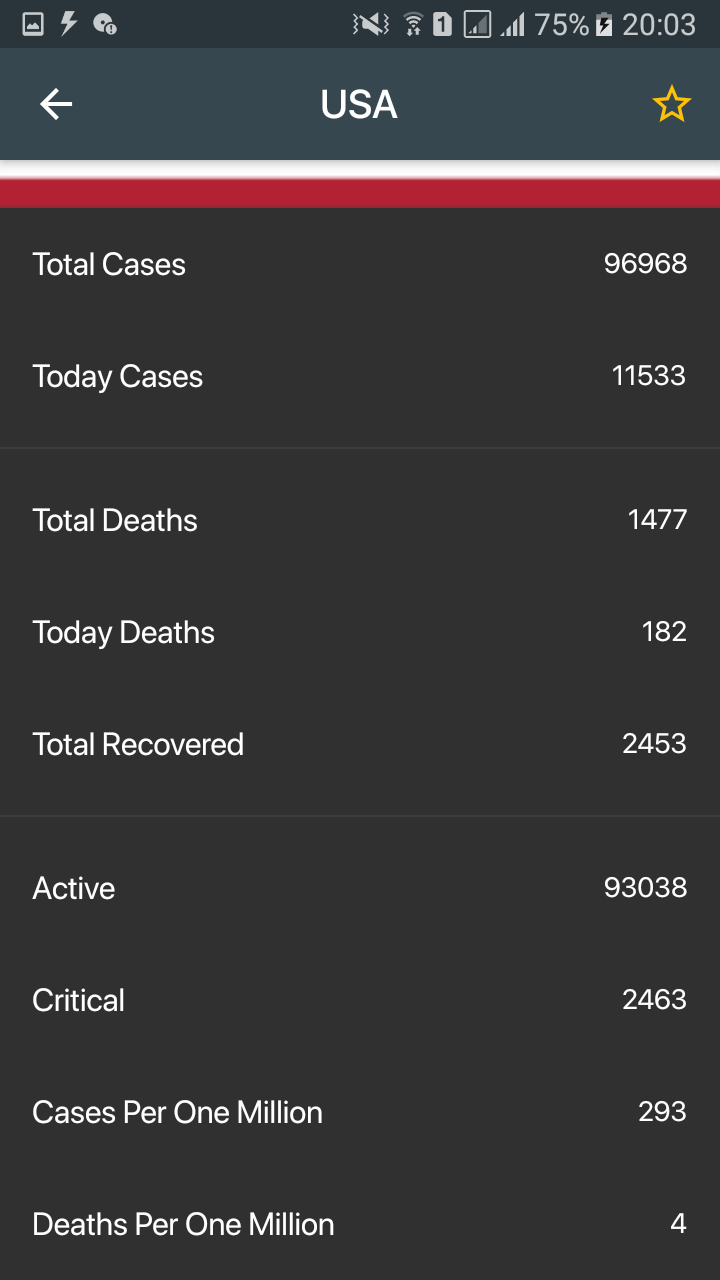 1 75% 20:03
USA
Total Cases 96968
Today Cases 11533
Total Deaths 1477
Today Deaths 182
Total Recovered 2453
Active 93038
Critical 2463
Cases Per One Million 293
Deaths Per One Million 4